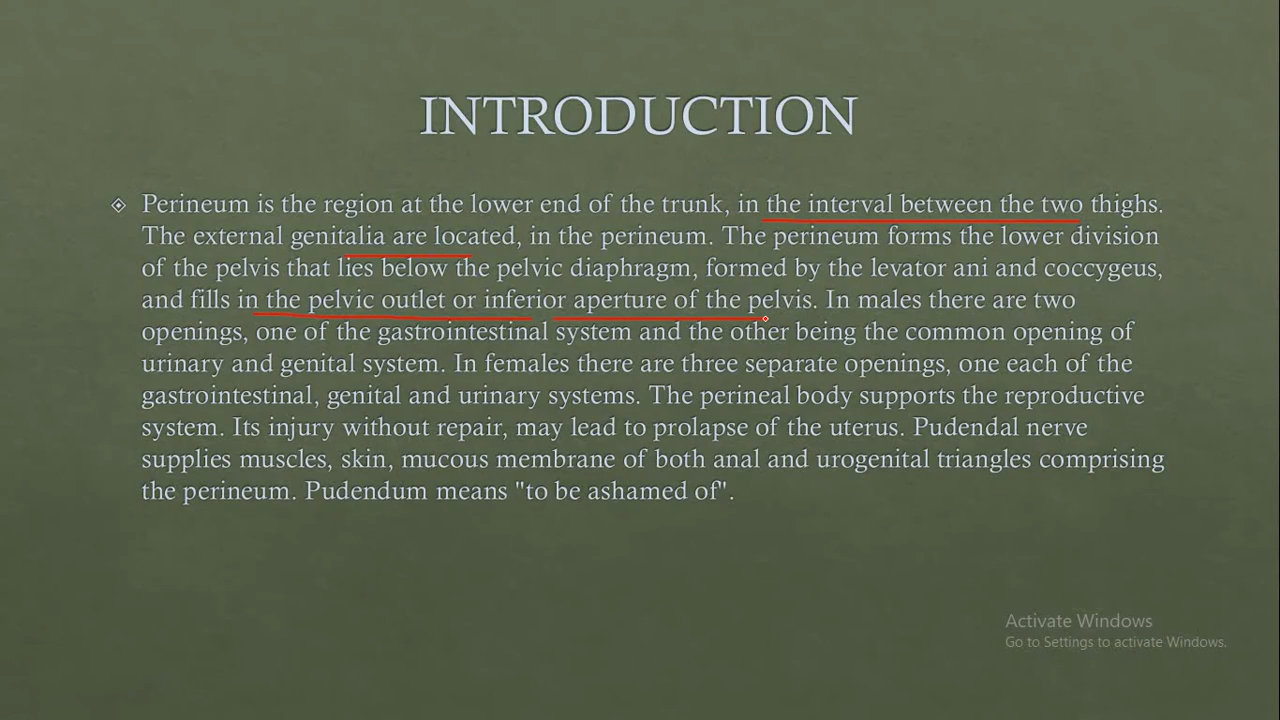 INTRODUCTION
Perineum is the region at the lower end of the trunk, in the interval between the two thighs.
The external genitalia are located, in the perineum. The perineum forms the lower division
of the pelvis that lies below the pelvic diaphragm, formed by the levator ani and coccygeus,
and fills in the pelvic outlet or inferior aperture of the pelvis. In males there are two
openings, one of the gastrointestinal system and the other being the common opening of
urinary and genital system. In females there are three separate openings, one each of the
gastrointestinal, genital and urinary systems. The perineal body supports the reproductive
system. Its injury without repair, may lead to prolapse of the uterus. Pudendal nerve
supplies muscles, skin, mucous membrane of both anal and urogenital triangles comprising
the perineum. Pudendum means "to be ashamed of".
Activate Windows
Go to Settings to activate Windows.